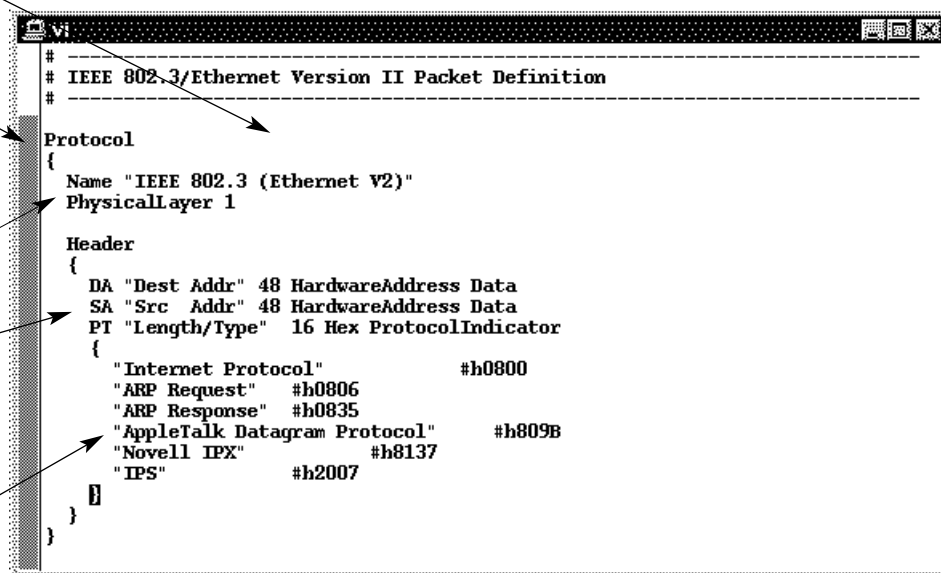 vi
# ----------------------------------------------------------------------------
# IEEE 802.3/Ethernet Version II Packet Definition
# ----------------------------------------------------------------------------
Protocol
{
Name "IEEE 802.3 (Ethernet V2)"
PhysicalLayer 1
Header
{
DA "Dest Addr" 48 HardwareAddress Data
SA "Src  Addr" 48 HardwareAddress Data
PT "Length/Type"  16 Hex ProtocolIndicator
{
"Internet Protocol" #h0800
"ARP Request" #h0806
"ARP Response" #h0835
"AppleTalk Datagram Protocol" #h809B
"Novell IPX" #h8137
"IPS" #h2007
}
}
}